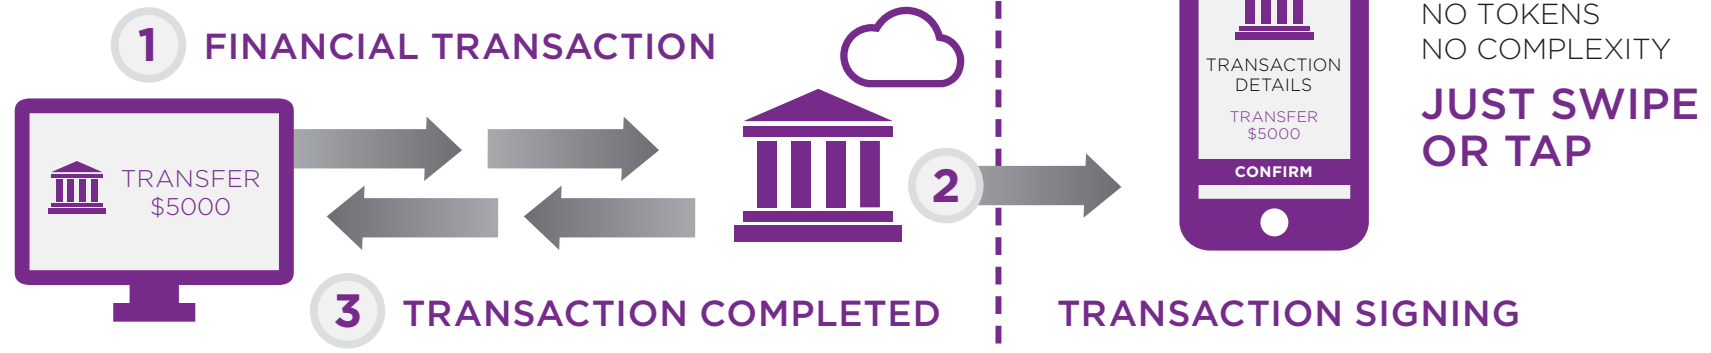 1 FINANCIAL TRANSACTION
TRANSFER
$5000
2
3 TRANSACTION COMPLETED
TRANSACTION
DETAILS
TRANSFER
$5000
CONFIRM
TRANSACTION SIGNING
NO TOKENS
NO COMPLEXITY
JUST SWIPE
OR TAP